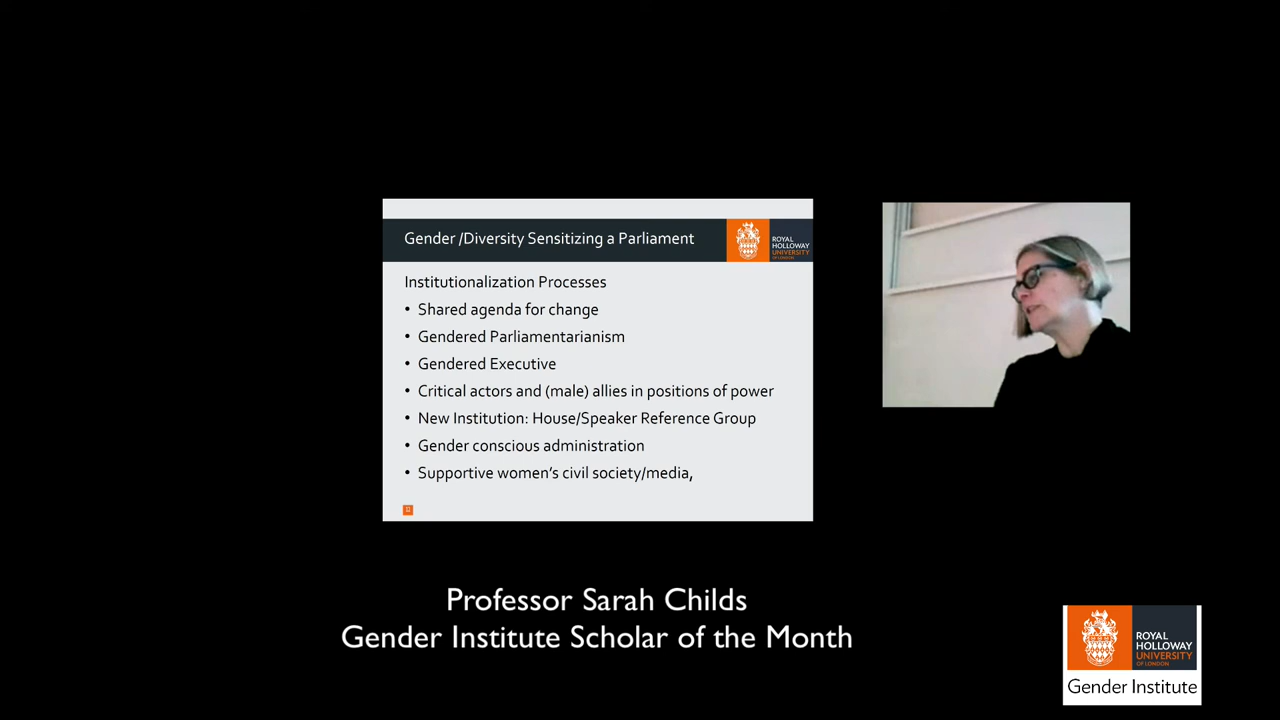 Gender /Diversity Sensitizing a Parliament
ROYAL
HOLLOWAY
UNIVERSITY
OF LONDON
Institutionalization Processes
• Shared agenda for change
• Gendered Parliamentarianism
• Gendered Executive
• Critical actors and (male) allies in positions of power
• New Institution: House/Speaker Reference Group
• Gender conscious administration
• Supportive women's civil society/media,
Professor Sarah Childs
Gender Institute Scholar of the Month
ROYAL
HOLLOWAY
UNIVERSITY
OF LONDON
Gender Institute